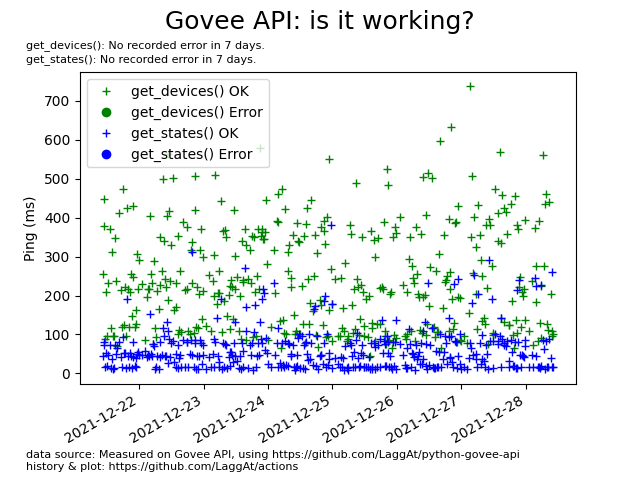 Govee API: is it working?
get_devices(): No recorded error in 7 days.
get_states(): No recorded error in 7 days.
get_devices() OK
get_devices() Error
get_states() OK
get_states() Error
Ping (ms)
700
600
500
400
300
200
100
0
2021-12-22
2021-12-23
2021-12-24
2021-12-25
2021-12-26
2021-12-27
2021-12-28
data source: Measured on Govee API, using https://github.com/LaggAt/python-govee-api
history & plot: https://github.com/LaggAt/actions